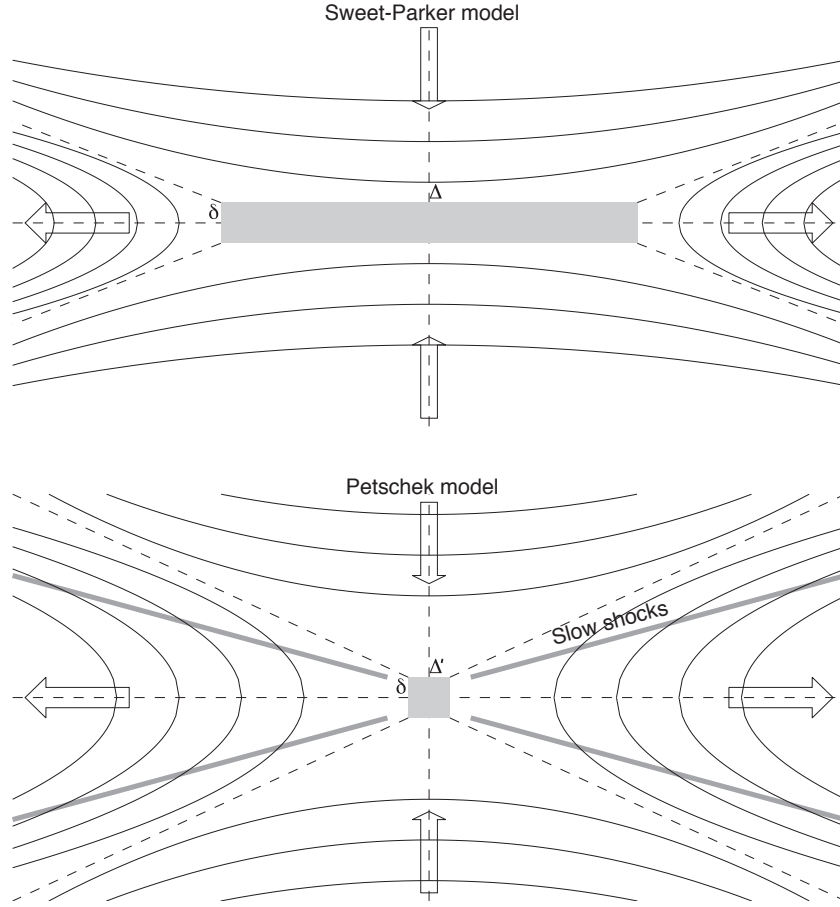 Sweet-Parker model
Δ
δ
Petschek model
Slow shocks
Δ'
δ